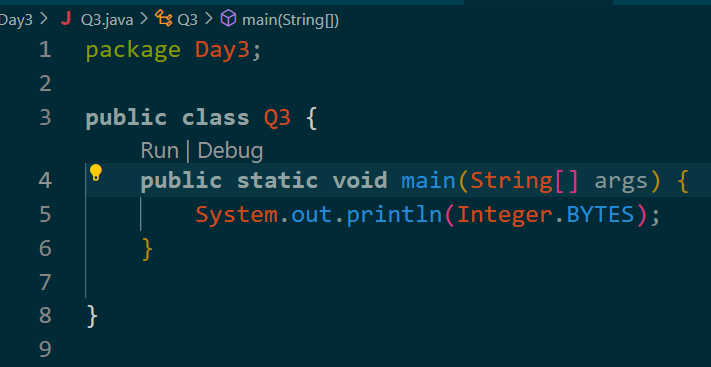 Day3 > J Q3.java > Q3 > main(String[])
1 package Day3;
2
3 public class Q3 {
Run | Debug
4 public static void main(String[] args) {
5 System.out.println(Integer.BYTES);
6 }
7
8 }
9